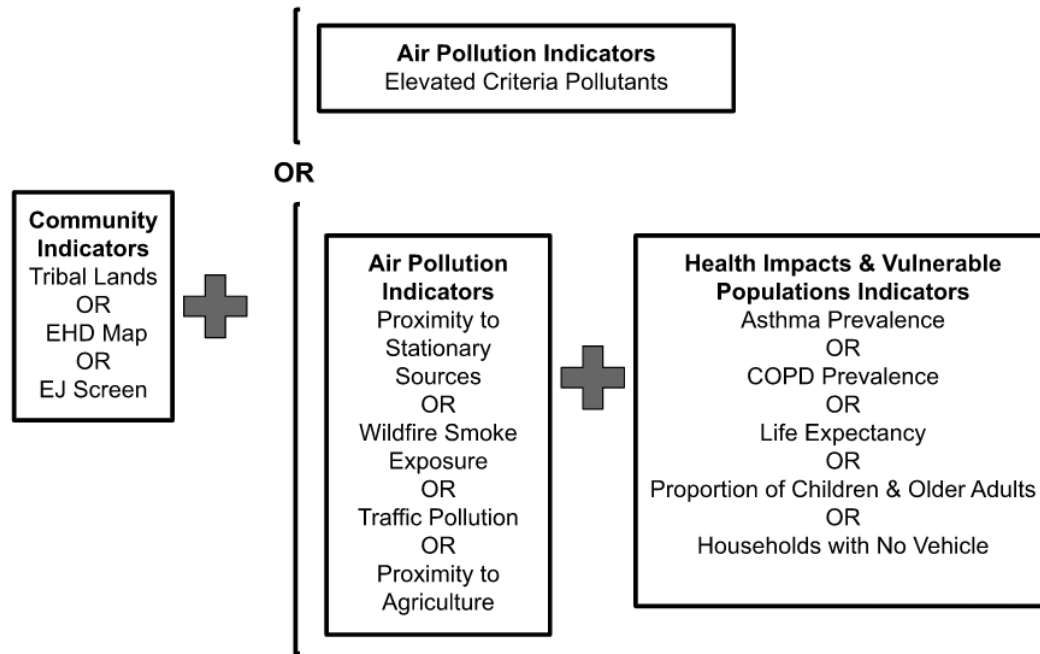 Air Pollution Indicators
Elevated Criteria Pollutants
OR
Community
Indicators
Tribal Lands
OR
EHD Map
OR
EJ Screen
Air Pollution
Indicators
Proximity to
Stationary
Sources
OR
Wildfire Smoke
Exposure
OR
Traffic Pollution
OR
Proximity to
Agriculture
Health Impacts & Vulnerable
Populations Indicators
Asthma Prevalence
OR
COPD Prevalence
OR
Life Expectancy
OR
Proportion of Children & Older Adults
OR
Households with No Vehicle